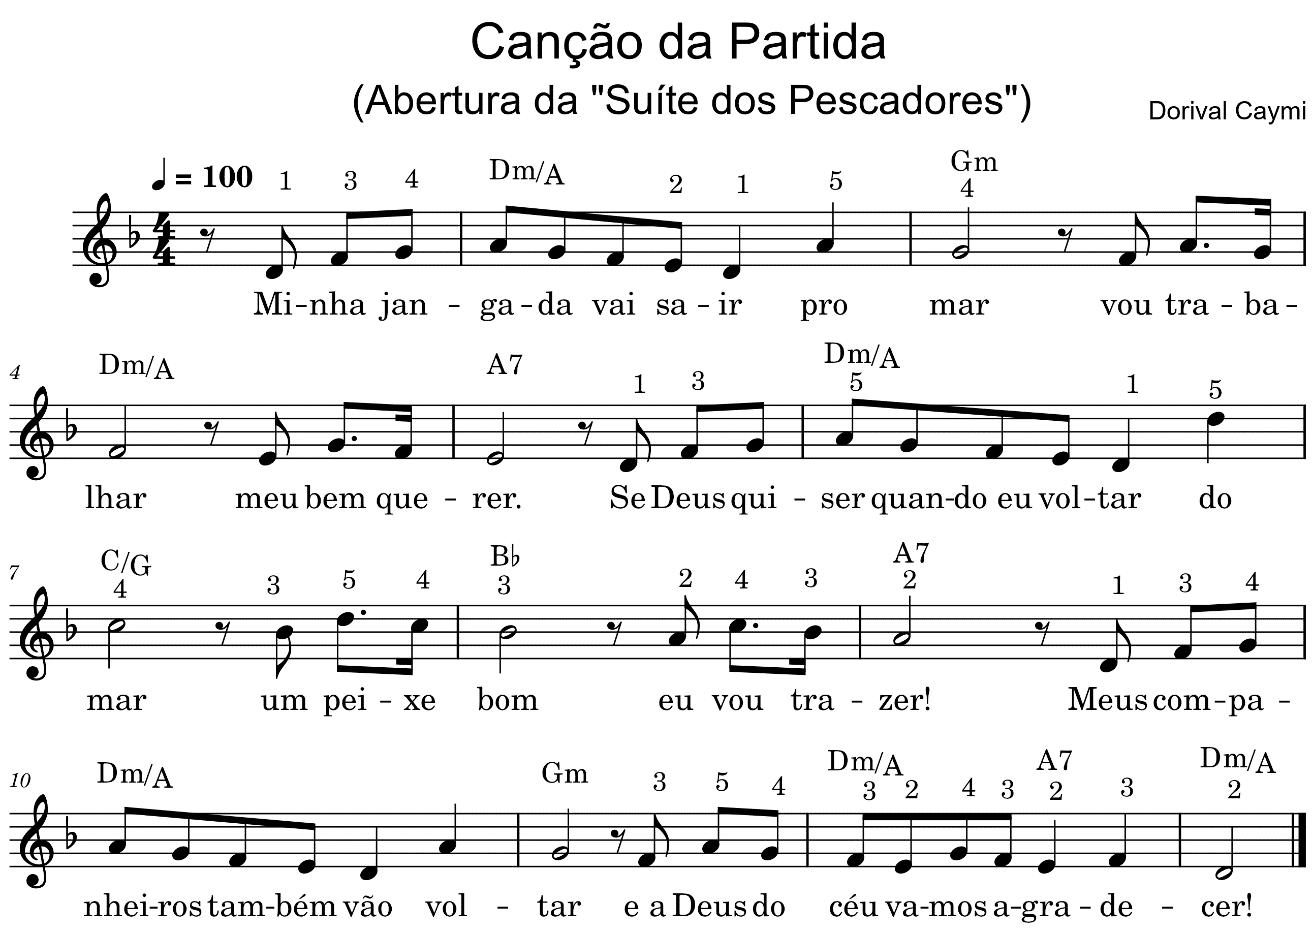 Canção da Partida
(Abertura da "Suíte dos Pescadores")
Dorival Caymi
♩ = 100 1 3 4 Dm/A 2 1 5 Gm 4
4 4
Mi-nha jan-ga-da vai sa-ir pro mar vou tra-ba-
4 Dm/A A7 1 3 Dm/A 5 1 5
lhar meu bem que-rer. Se Deus qui-ser quan-do eu vol-tar do
7 C/G 4 3 5 4 B♭ 3 2 4 3 A7 2 1 3 4
mar um pei-xe bom eu vou tra-zer! Meus com-pa-
10 Dm/A Gm 3 5 4 Dm/A 3 2 4 3 A7 2 3 Dm/A 2
nhei-ros tam-bém vão vol-tar e a Deus do céu va-mos a-gra-de-cer!